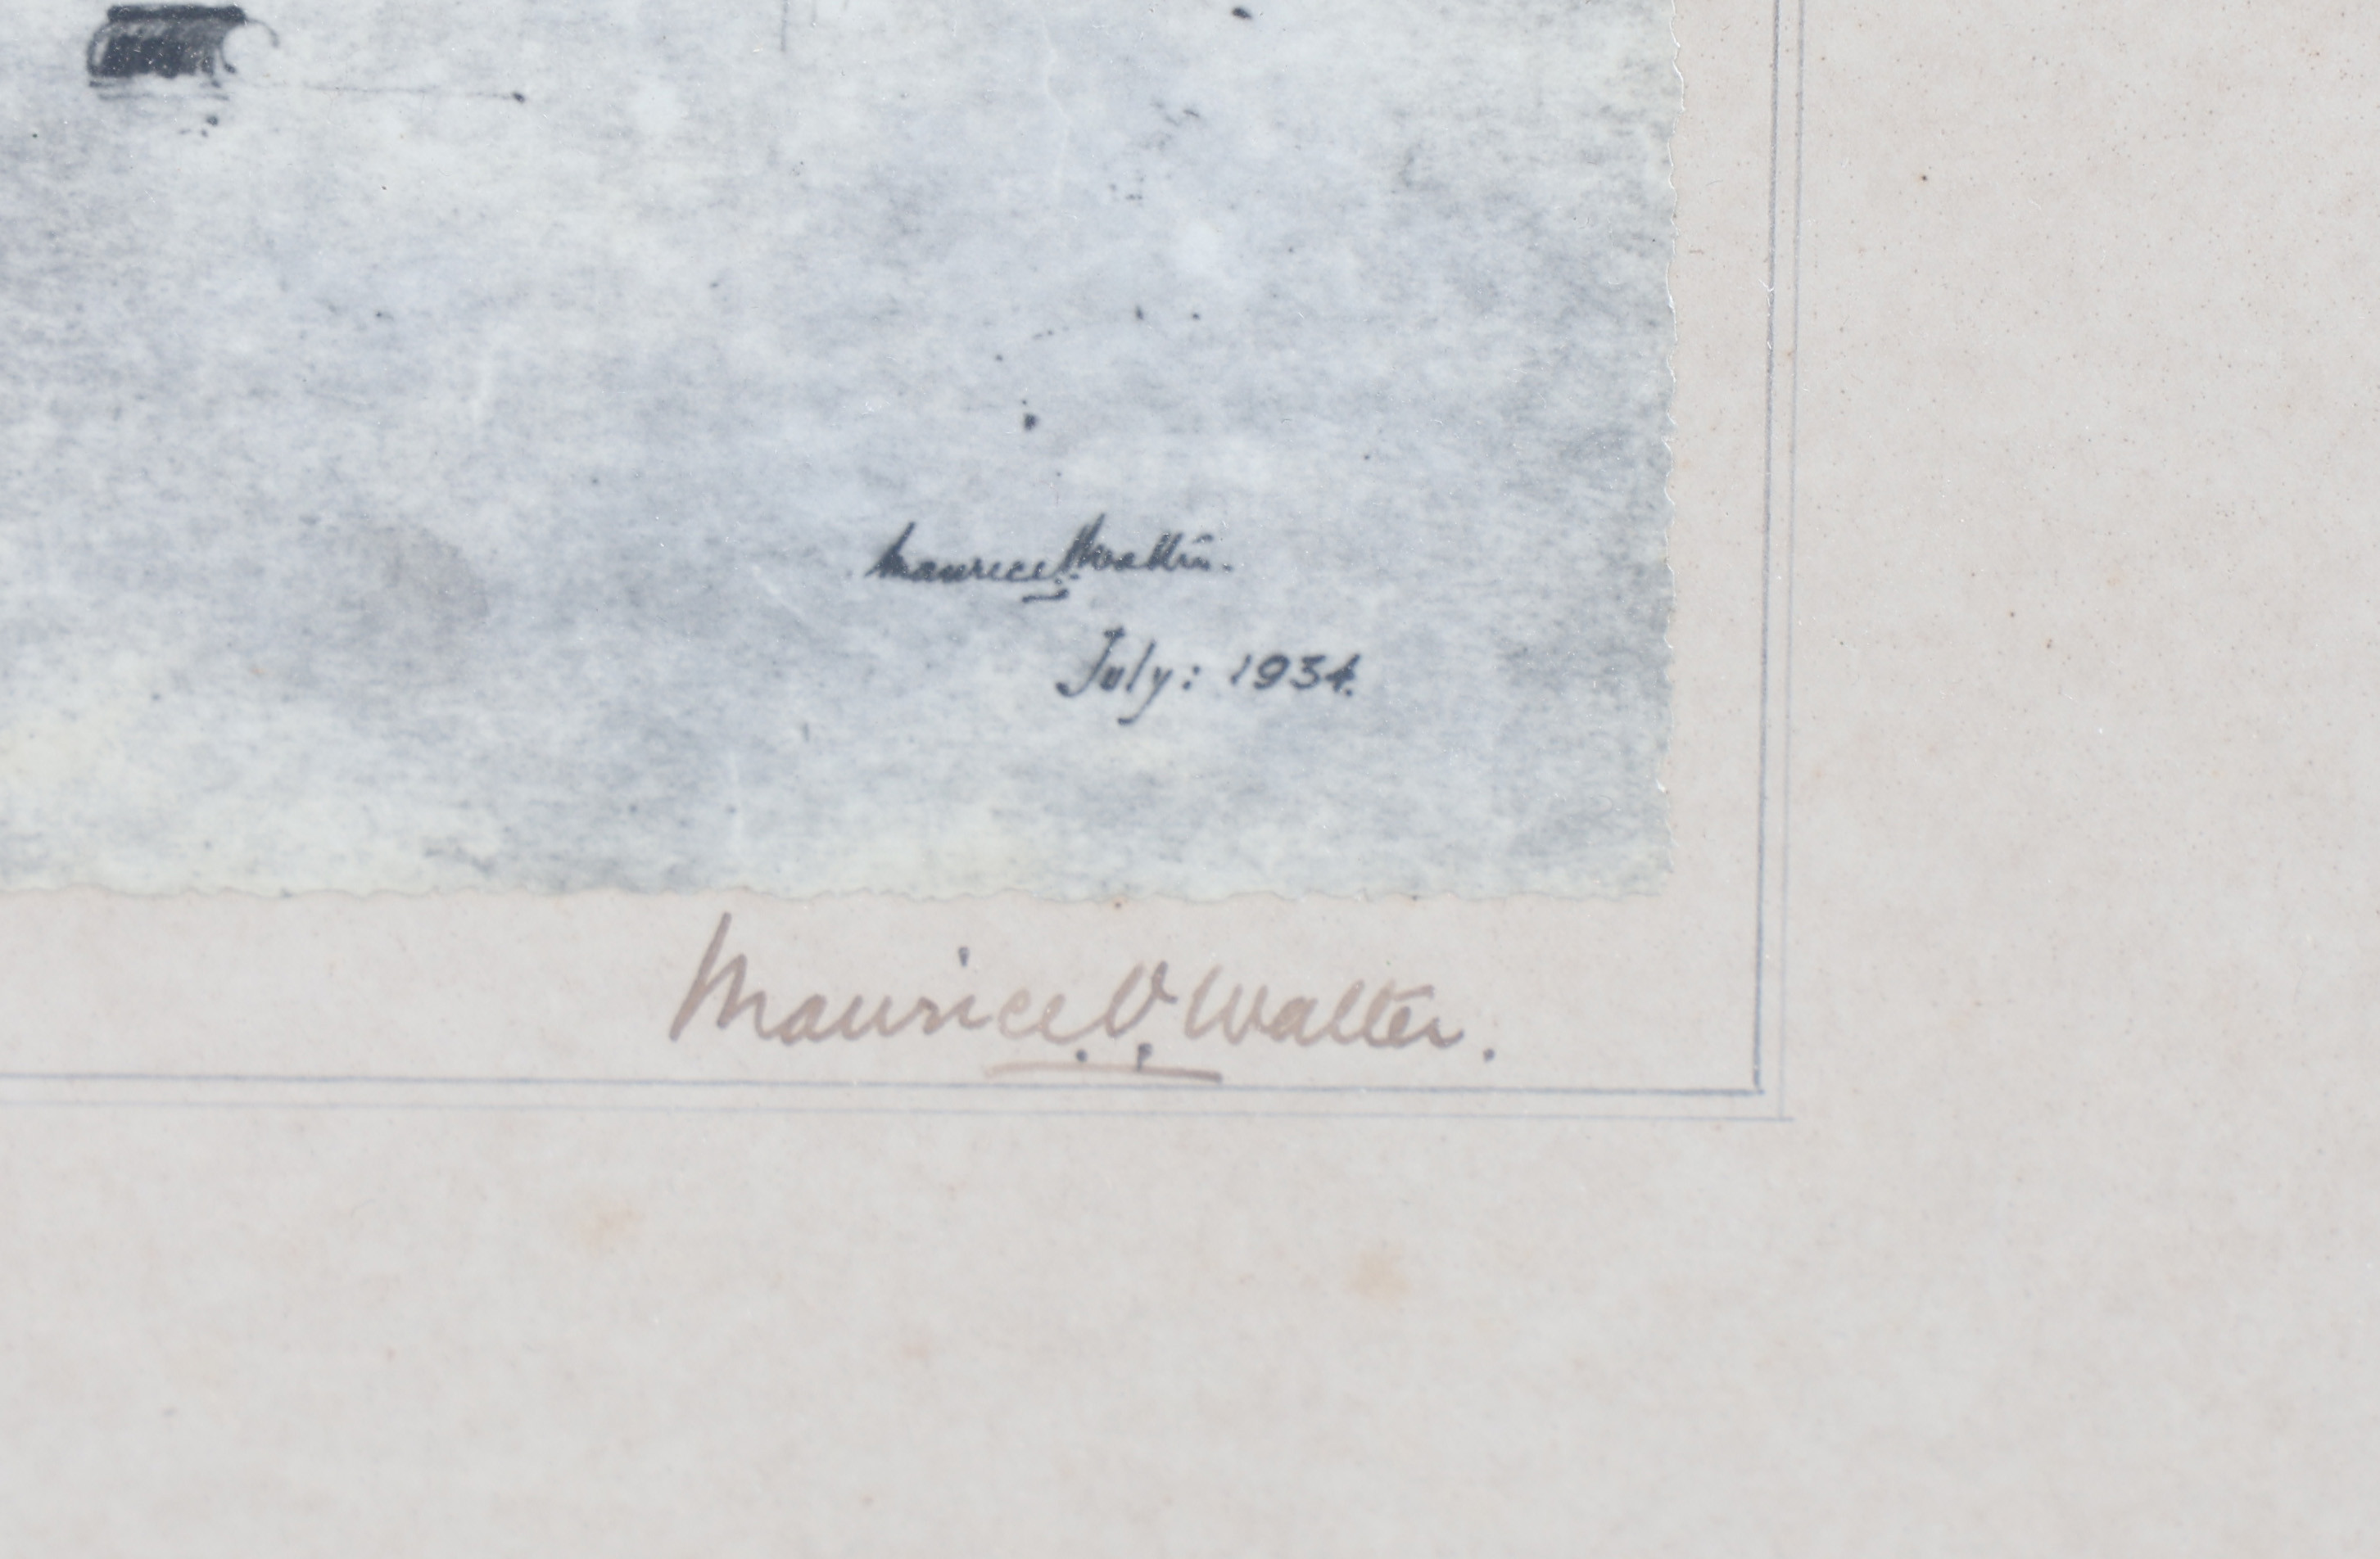 Maurice V. Walter.
July: 1934.
Maurice. V. Walter.